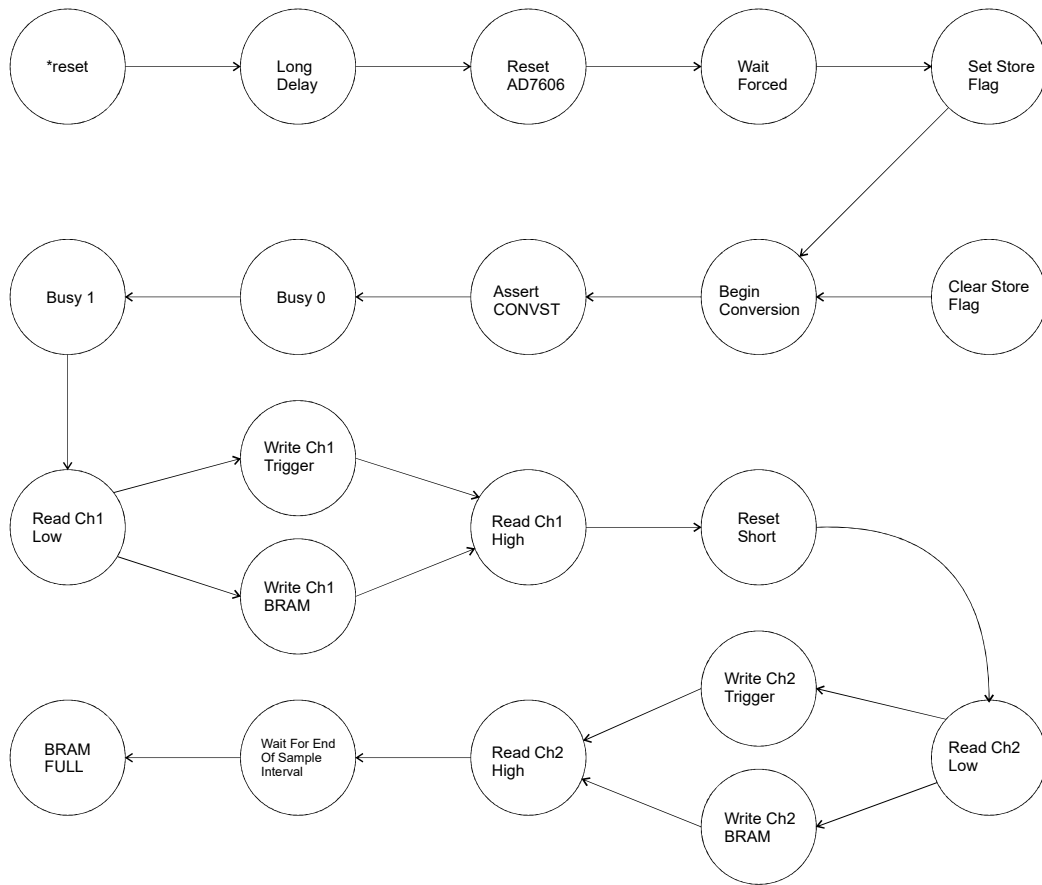 *reset
Long
Delay
Reset
AD7606
Wait
Forced
Set Store
Flag
Busy 1
Busy 0
Assert
CONVST
Begin
Conversion
Clear Store
Flag
Read Ch1
Low
Write Ch1
Trigger
Write Ch1
BRAM
Read Ch1
High
Reset
Short
BRAM
FULL
Wait For End
Of Sample
Interval
Read Ch2
High
Write Ch2
Trigger
Write Ch2
BRAM
Read Ch2
Low